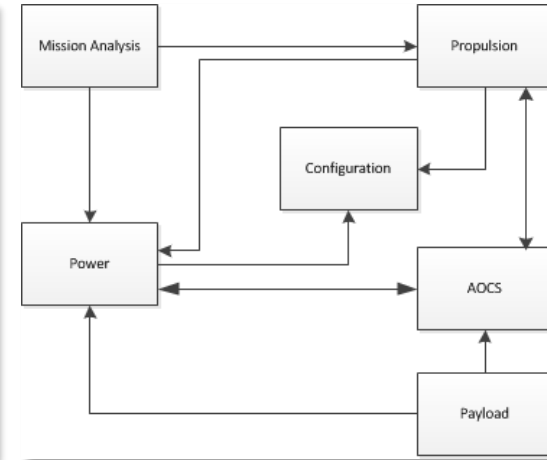 Mission Analysis
Propulsion
Configuration
Power
AOCS
Payload